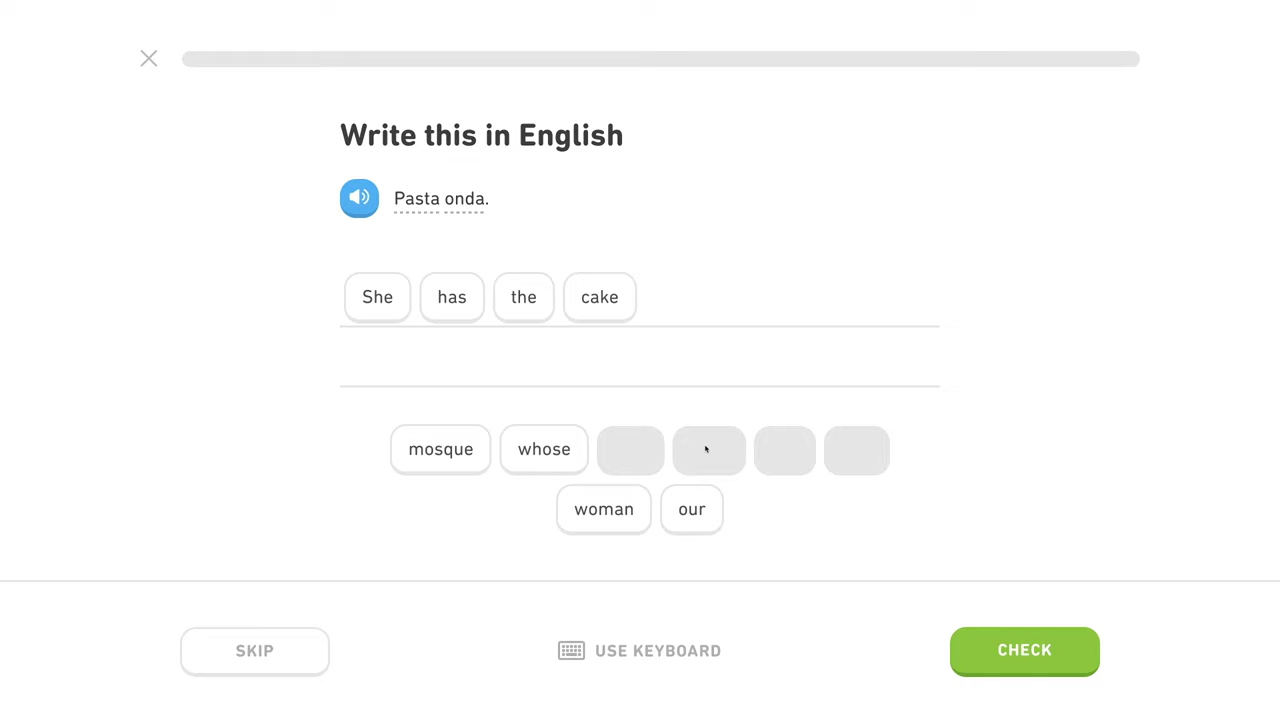 Write this in English
Pasta onda.
She has the cake
mosque whose
woman our
SKIP USE KEYBOARD CHECK